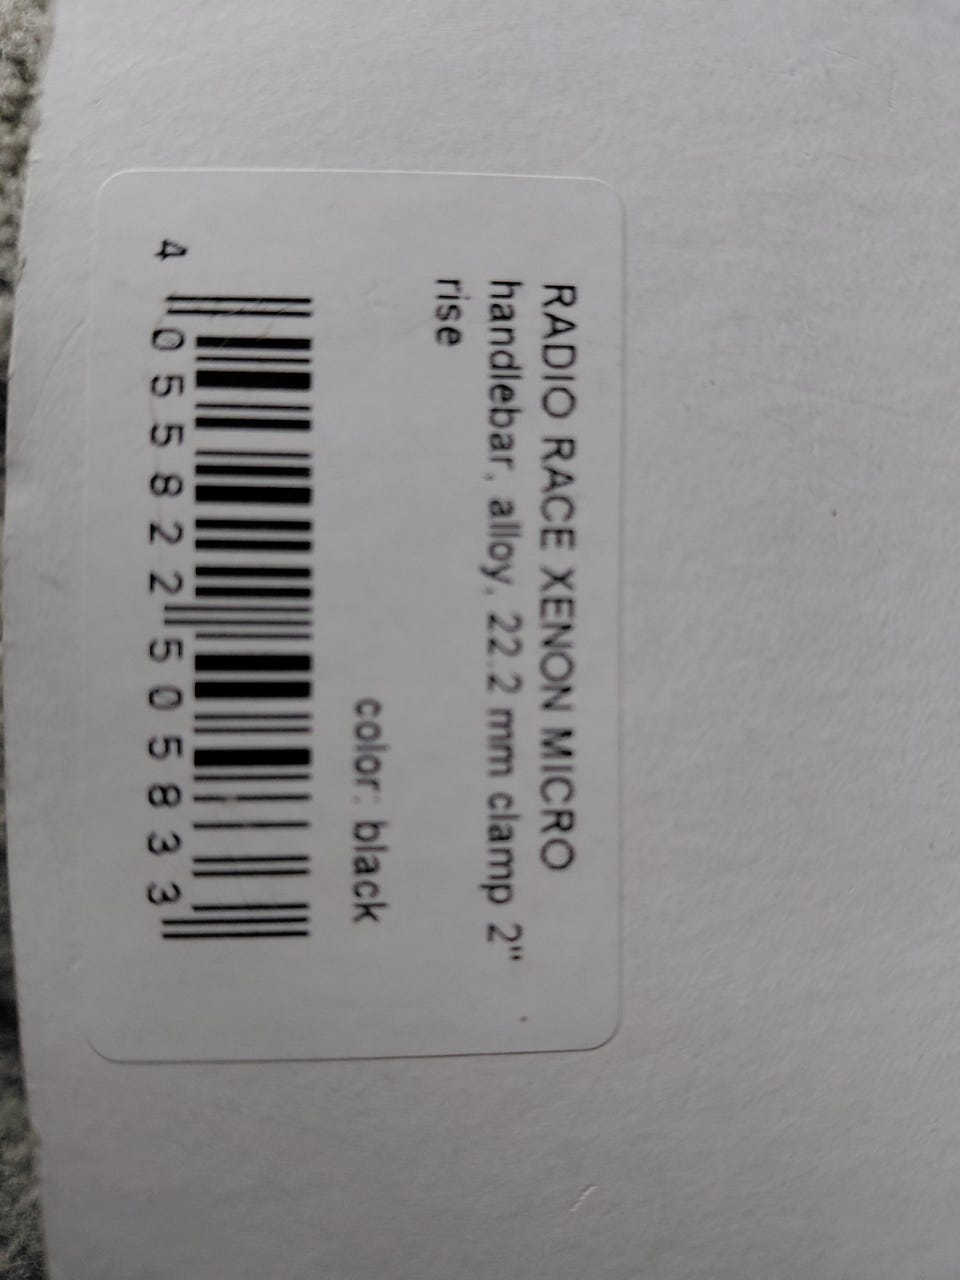 RADIO RACE XENON MICRO
handlebar, alloy, 22.2 mm clamp 2"
rise
color: black
4 055822 505833